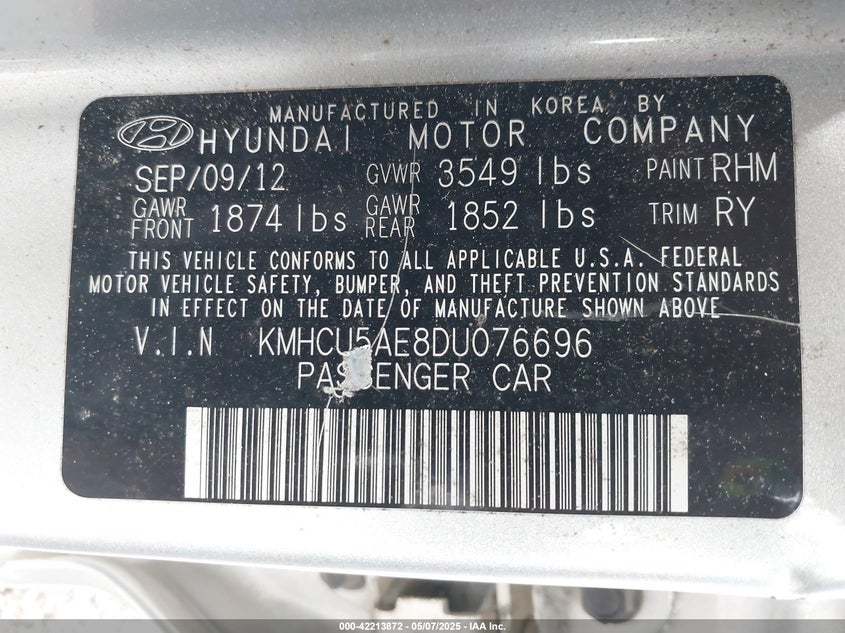 MANUFACTURED IN KOREA BY
HYUNDAI MOTOR COMPANY
SEP/09/12 GVWR 3549 lbs PAINT RHM
GAWR FRONT 1874 lbs GAWR REAR 1852 lbs TRIM RY
THIS VEHICLE CONFORMS TO ALL APPLICABLE U.S.A. FEDERAL
MOTOR VEHICLE SAFETY, BUMPER, AND THEFT PREVENTION STANDARDS
IN EFFECT ON THE DATE OF MANUFACTURE SHOWN ABOVE
V.I.N KMHCU5AE8DU076696
PASSENGER CAR
000-42213872 - 05/07/2025 - IAA Inc.